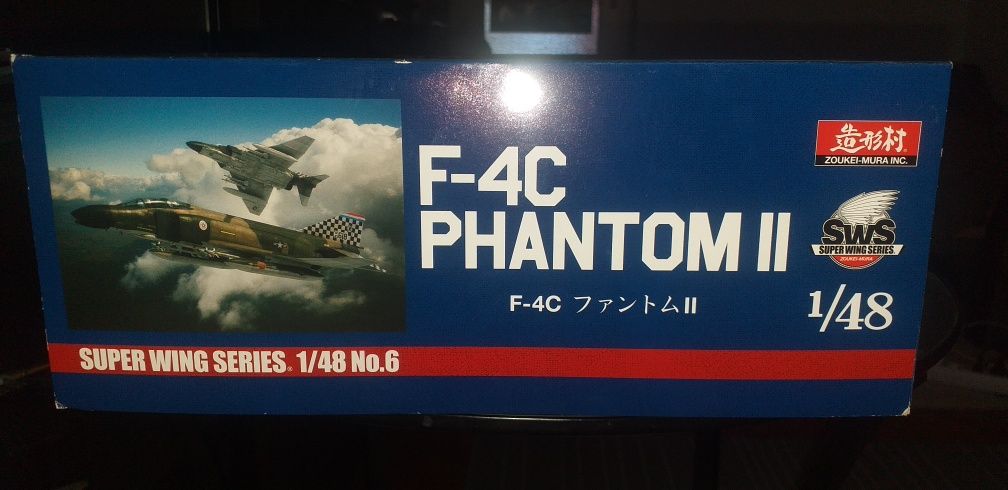 F-4C
PHANTOM II
F-4C ファントムII
造形村
ZOUKEI-MURA INC.
SWS
SUPER WING SERIES
ZOUKEI-MURA
1/48
SUPER WING SERIES® 1/48 No.6